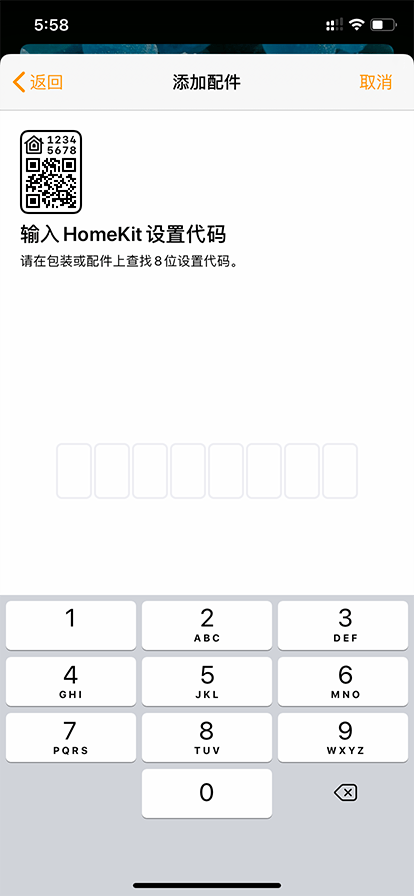 5:58
返回
添加配件
取消
1234
5678
输入 HomeKit 设置代码
请在包装或配件上查找 8 位设置代码。
1
2
ABC
3
DEF
4
GHI
5
JKL
6
MNO
7
PQRS
8
TUV
9
WXYZ
0